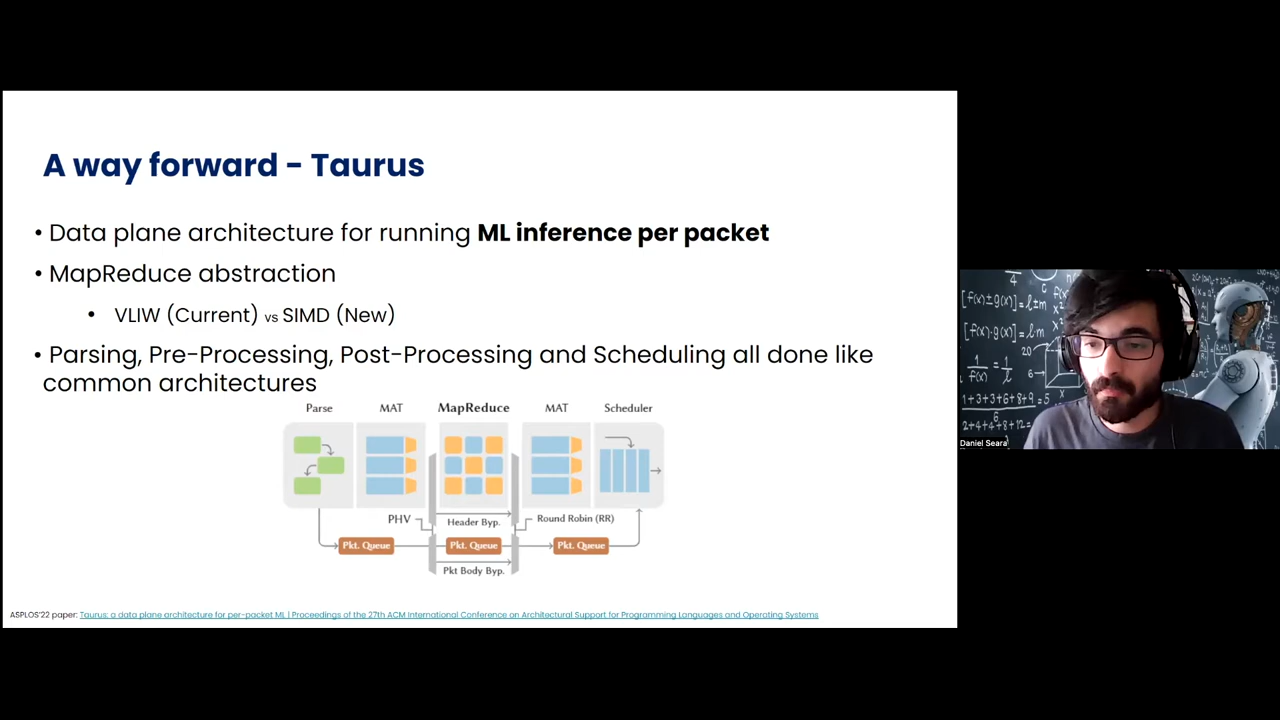 A way forward - Taurus
• Data plane architecture for running ML inference per packet
• MapReduce abstraction
• VLIW (Current) vs SIMD (New)
• Parsing, Pre-Processing, Post-Processing and Scheduling all done like
common architectures
Parse MAT MapReduce MAT Scheduler
PHV Header Byp. Round Robin (RR)
Pkt. Queue Pkt. Queue Pkt. Queue
Pkt Body Byp.
ASPLOS'22 paper: Taurus: a data plane architecture for per-packet ML | Proceedings of the 27th ACM International Conference on Architectural Support for Programming Languages and Operating Systems
Daniel Seara